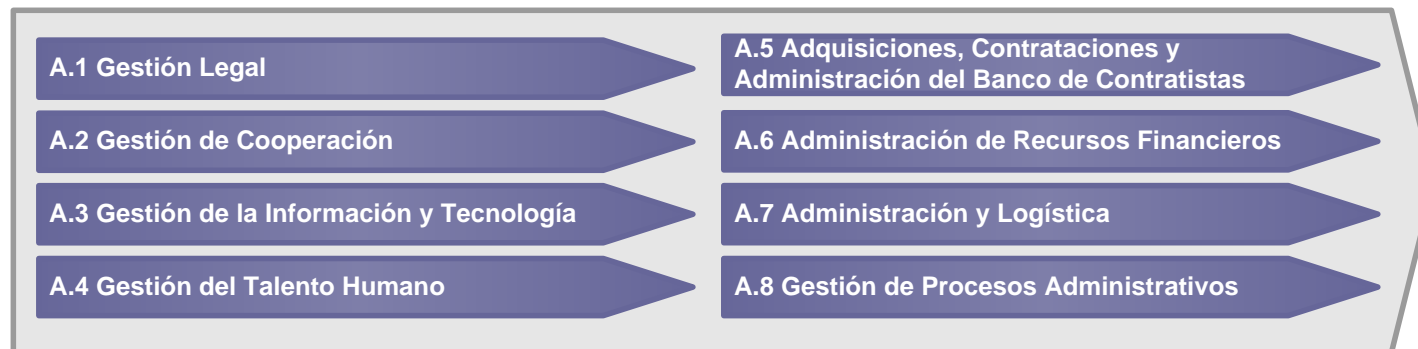 A.1 Gestión Legal
A.2 Gestión de Cooperación
A.3 Gestión de la Información y Tecnología
A.4 Gestión del Talento Humano
A.5 Adquisiciones, Contrataciones y
Administración del Banco de Contratistas
A.6 Administración de Recursos Financieros
A.7 Administración y Logística
A.8 Gestión de Procesos Administrativos